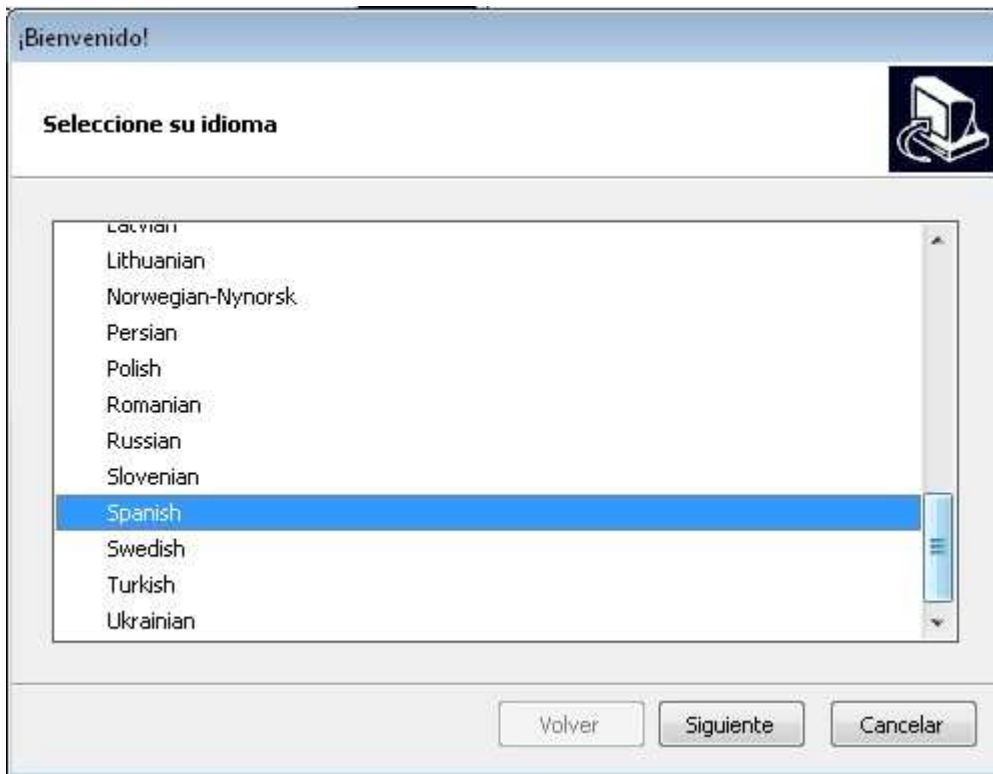 ¡Bienvenido!
Seleccione su idioma
Latvian
Lithuanian
Norwegian-Nynorsk
Persian
Polish
Romanian
Russian
Slovenian
Spanish
Swedish
Turkish
Ukrainian
Volver Siguiente Cancelar